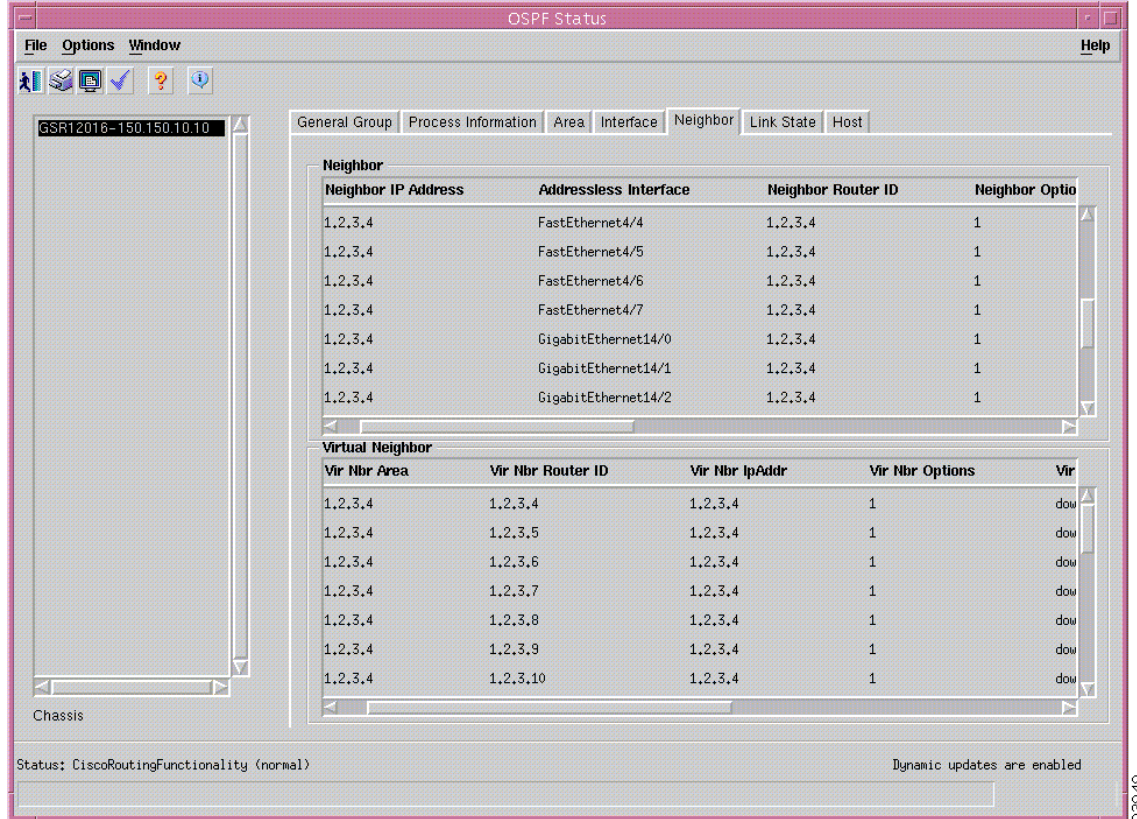 OSPF Status
File Options Window Help
GSR12016-150.150.10.10
General Group Process Information Area Interface Neighbor Link State Host
Neighbor
Neighbor IP Address Addressless Interface Neighbor Router ID Neighbor Optio
1.2.3.4 FastEthernet4/4 1.2.3.4 1
1.2.3.4 FastEthernet4/5 1.2.3.4 1
1.2.3.4 FastEthernet4/6 1.2.3.4 1
1.2.3.4 FastEthernet4/7 1.2.3.4 1
1.2.3.4 GigabitEthernet14/0 1.2.3.4 1
1.2.3.4 GigabitEthernet14/1 1.2.3.4 1
1.2.3.4 GigabitEthernet14/2 1.2.3.4 1
Virtual Neighbor
Vir Nbr Area Vir Nbr Router ID Vir Nbr IpAddr Vir Nbr Options Vir
1.2.3.4 1.2.3.4 1.2.3.4 1 dow
1.2.3.4 1.2.3.5 1.2.3.4 1 dow
1.2.3.4 1.2.3.6 1.2.3.4 1 dow
1.2.3.4 1.2.3.7 1.2.3.4 1 dow
1.2.3.4 1.2.3.8 1.2.3.4 1 dow
1.2.3.4 1.2.3.9 1.2.3.4 1 dow
1.2.3.4 1.2.3.10 1.2.3.4 1 dow
Chassis
Status: CiscoRoutingFunctionality (normal) Dynamic updates are enabled